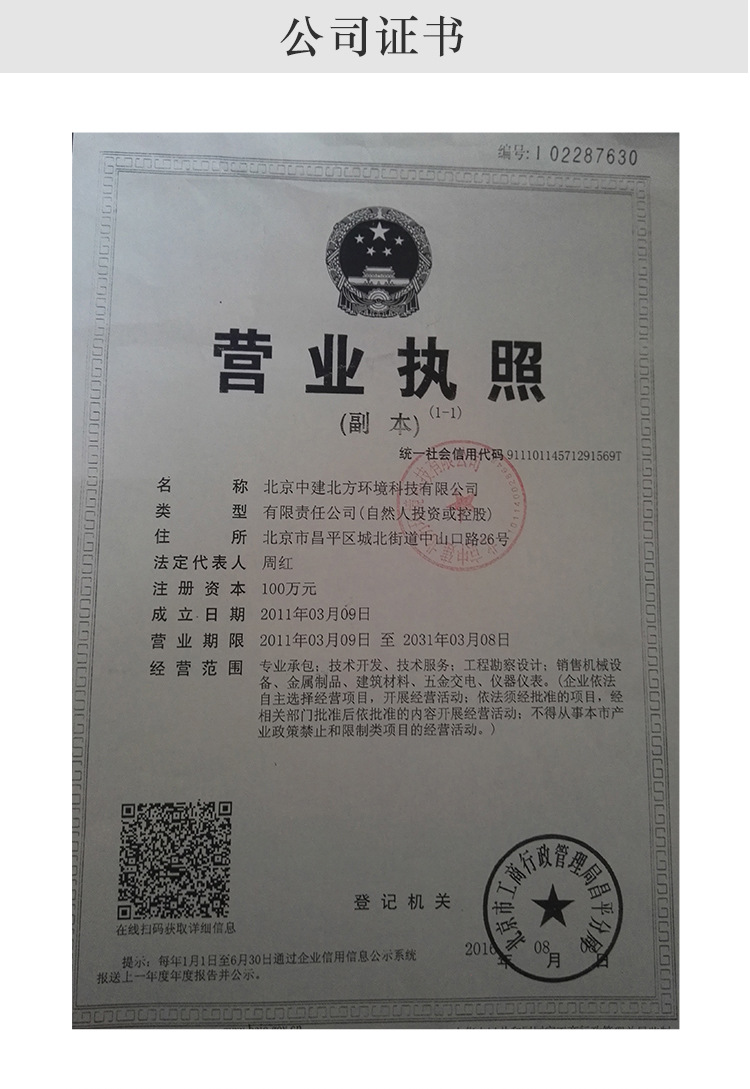 公司证书
编号:1 02287630
营业执照
(副 本) (1-1)
统一社会信用代码 91110114571291569T
名 称 北京中建北方环境科技有限公司
类 型 有限责任公司(自然人投资或控股)
住 所 北京市昌平区城北街道中山口路26号
法定代表人 周红
注册资本 100万元
成立日期 2011年03月09日
营业期限 2011年03月09日 至 2031年03月08日
经营范围 专业承包；技术开发、技术服务；工程勘察设计；销售机械设
备、金属制品、建筑材料、五金交电、仪器仪表。(企业依法
自主选择经营项目，开展经营活动；依法须经批准的项目，经
相关部门批准后依批准的内容开展经营活动；不得从事本市产
业政策禁止和限制类项目的经营活动。)
在线扫码获取详细信息
登记机关
北京市工商行政管理局昌平分局
2016年 08月 日
提示：每年1月1日至6月30日通过企业信用信息公示系统
报送上一年度年度报告并公示。